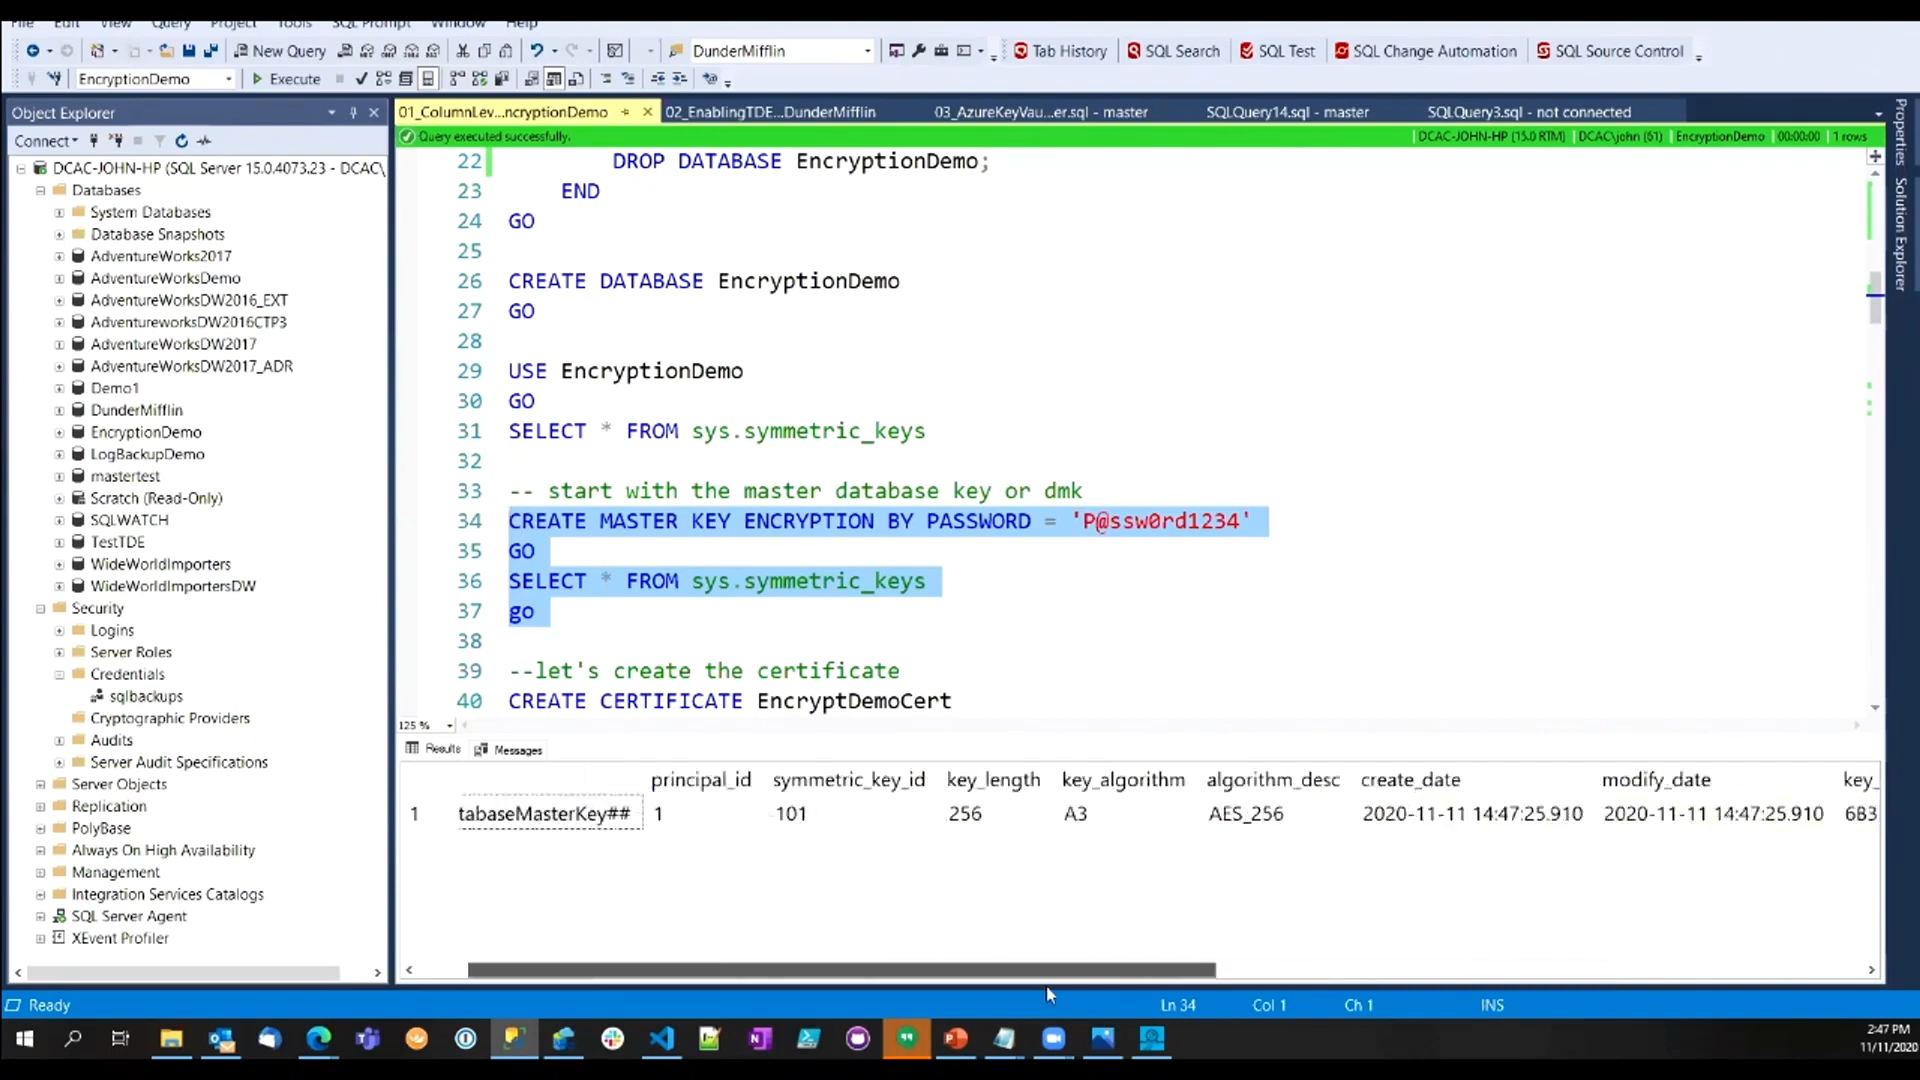 File Edit View Query Project Tools SQL Prompt Window Help
New Query DunderMifflin Tab History SQL Search SQL Test SQL Change Automation SQL Source Control
EncryptionDemo Execute
Object Explorer
Connect
DCAC-JOHN-HP (SQL Server 15.0.4073.23 - DCAC\
Databases
System Databases
Database Snapshots
AdventureWorks2017
AdventureWorksDemo
AdventureWorksDW2016_EXT
AdventureworksDW2016CTP3
AdventureWorksDW2017
AdventureWorksDW2017_ADR
Demo1
DunderMifflin
EncryptionDemo
LogBackupDemo
mastertest
Scratch (Read-Only)
SQLWATCH
TestTDE
WideWorldImporters
WideWorldImportersDW
Security
Logins
Server Roles
Credentials
sqlbackups
Cryptographic Providers
Audits
Server Audit Specifications
Server Objects
Replication
PolyBase
Always On High Availability
Management
Integration Services Catalogs
SQL Server Agent
XEvent Profiler
01_ColumnLev...ncryptionDemo 02_EnablingTDE...DunderMifflin 03_AzureKeyVau...er.sql - master SQLQuery14.sql - master SQLQuery3.sql - not connected
Query executed successfully. DCAC-JOHN-HP (15.0 RTM) DCAC\john (61) EncryptionDemo 00:00:00 1 rows
22 DROP DATABASE EncryptionDemo;
23 END
24 GO
25
26 CREATE DATABASE EncryptionDemo
27 GO
28
29 USE EncryptionDemo
30 GO
31 SELECT * FROM sys.symmetric_keys
32
33 -- start with the master database key or dmk
34 CREATE MASTER KEY ENCRYPTION BY PASSWORD = 'P@ssw0rd1234'
35 GO
36 SELECT * FROM sys.symmetric_keys
37 go
38
39 --let's create the certificate
40 CREATE CERTIFICATE EncryptDemoCert
125 %
Results Messages
principal_id symmetric_key_id key_length key_algorithm algorithm_desc create_date modify_date key_
1 tabaseMasterKey## 1 101 256 A3 AES_256 2020-11-11 14:47:25.910 2020-11-11 14:47:25.910 6B3
Properties
Solution Explorer
Ready Ln 34 Col 1 Ch 1 INS
2:47 PM
11/11/2020